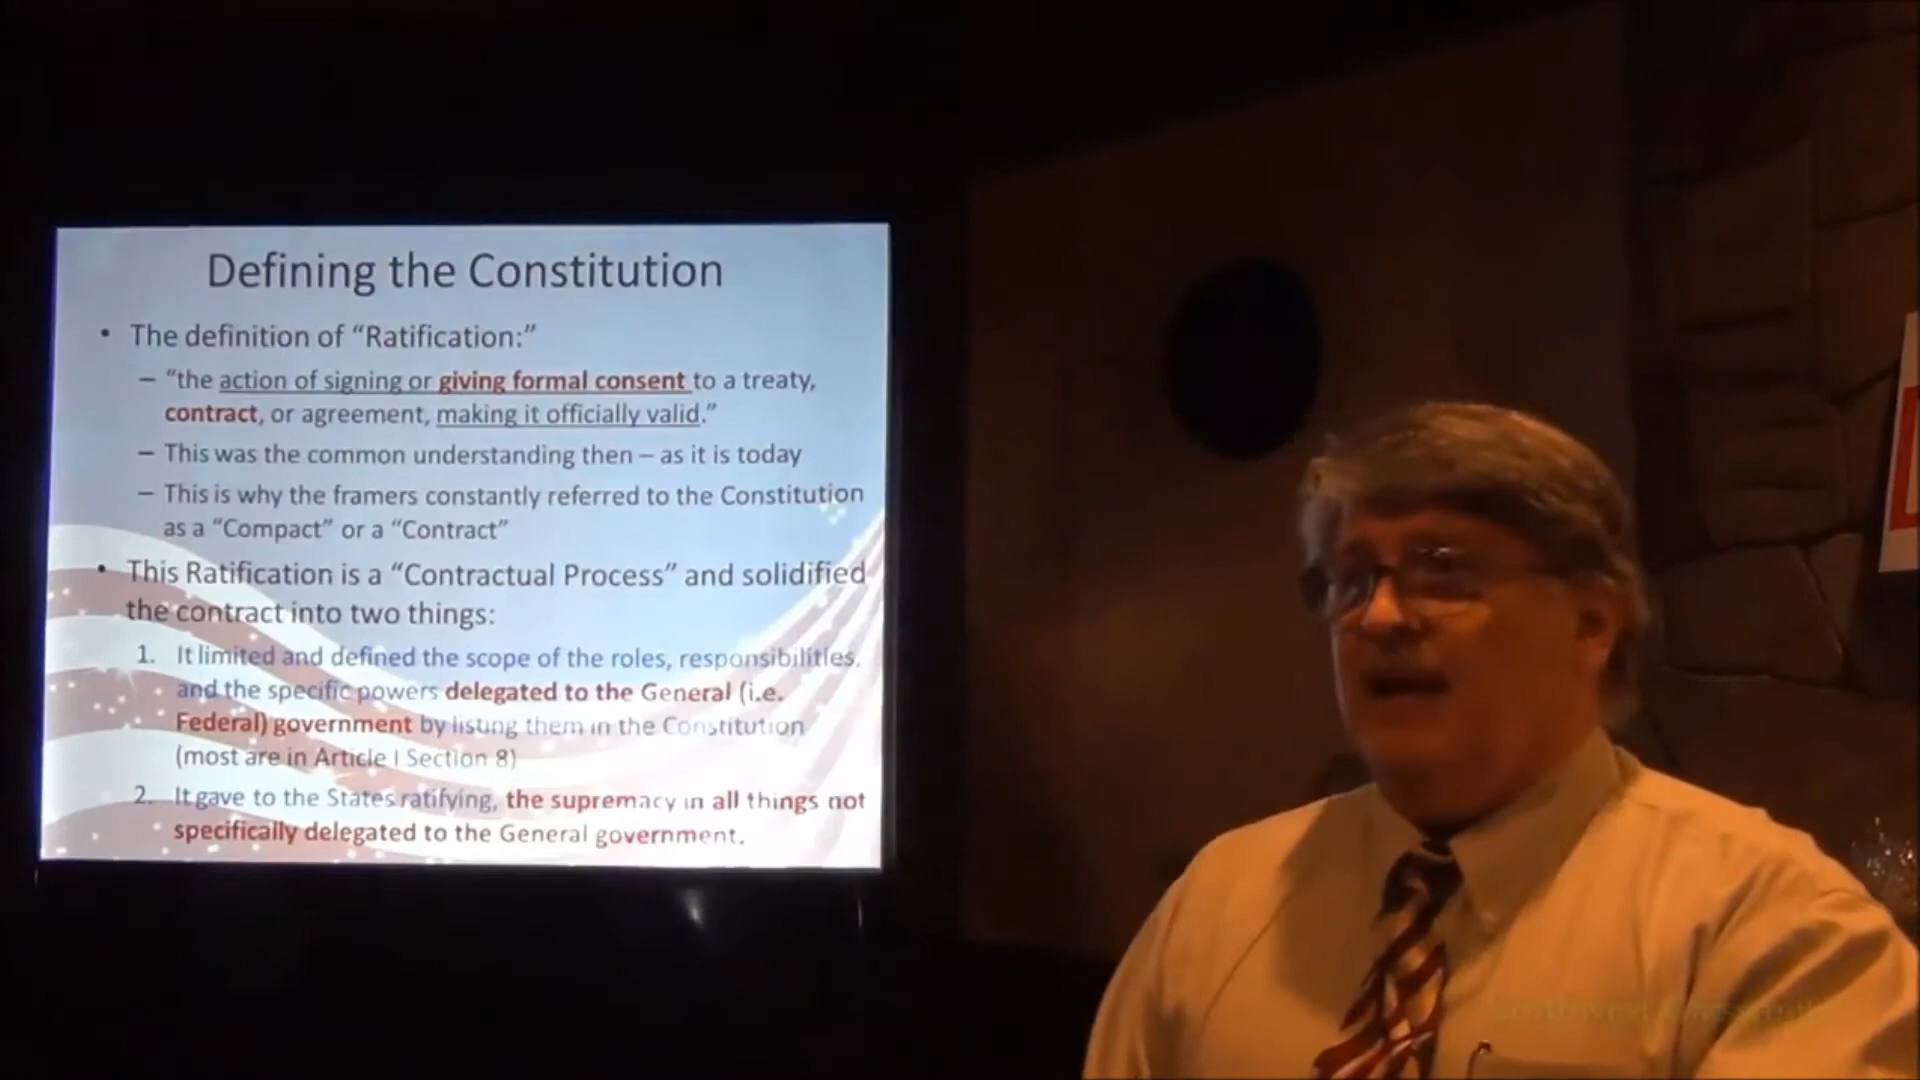 Defining the Constitution
• The definition of “Ratification:”
– “the action of signing or giving formal consent to a treaty,
contract, or agreement, making it officially valid.”
– This was the common understanding then – as it is today
– This is why the framers constantly referred to the Constitution
as a “Compact” or a “Contract”
• This Ratification is a “Contractual Process” and solidified
the contract into two things:
1. It limited and defined the scope of the roles, responsibilities,
and the specific powers delegated to the General (i.e.
Federal) government by listing them in the Constitution
(most are in Article I Section 8)
2. It gave to the States ratifying, the supremacy in all things not
specifically delegated to the General government.